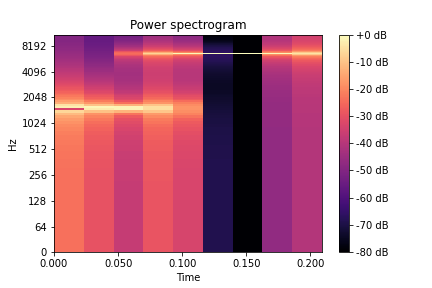 Power spectrogram
Hz
8192
4096
2048
1024
512
256
128
64
0
0.000 0.050 0.100 0.150 0.200
Time
+0 dB
-10 dB
-20 dB
-30 dB
-40 dB
-50 dB
-60 dB
-70 dB
-80 dB